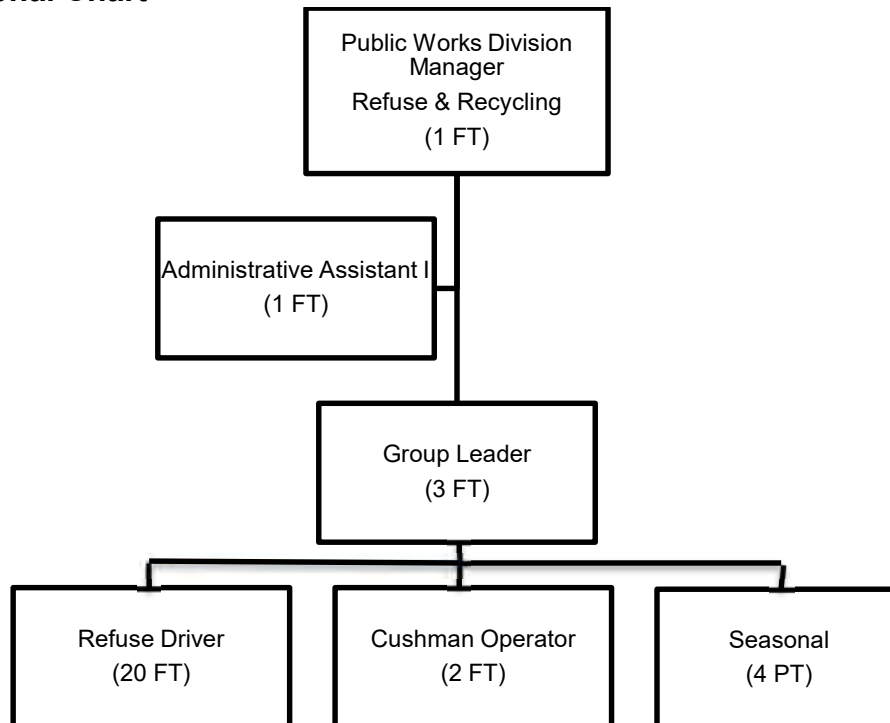 Public Works Division
Manager
Refuse & Recycling
(1 FT)
Administrative Assistant I
(1 FT)
Group Leader
(3 FT)
Refuse Driver
(20 FT)
Cushman Operator
(2 FT)
Seasonal
(4 PT)